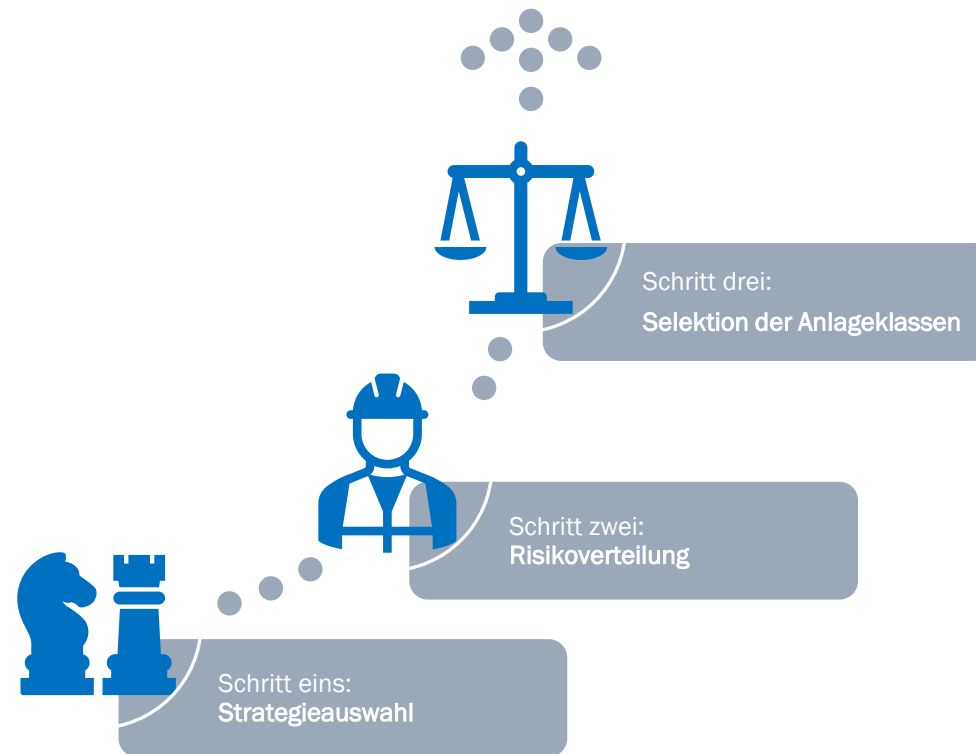 Schritt drei:
Selektion der Anlageklassen
Schritt zwei:
Risikoverteilung
Schritt eins:
Strategieauswahl